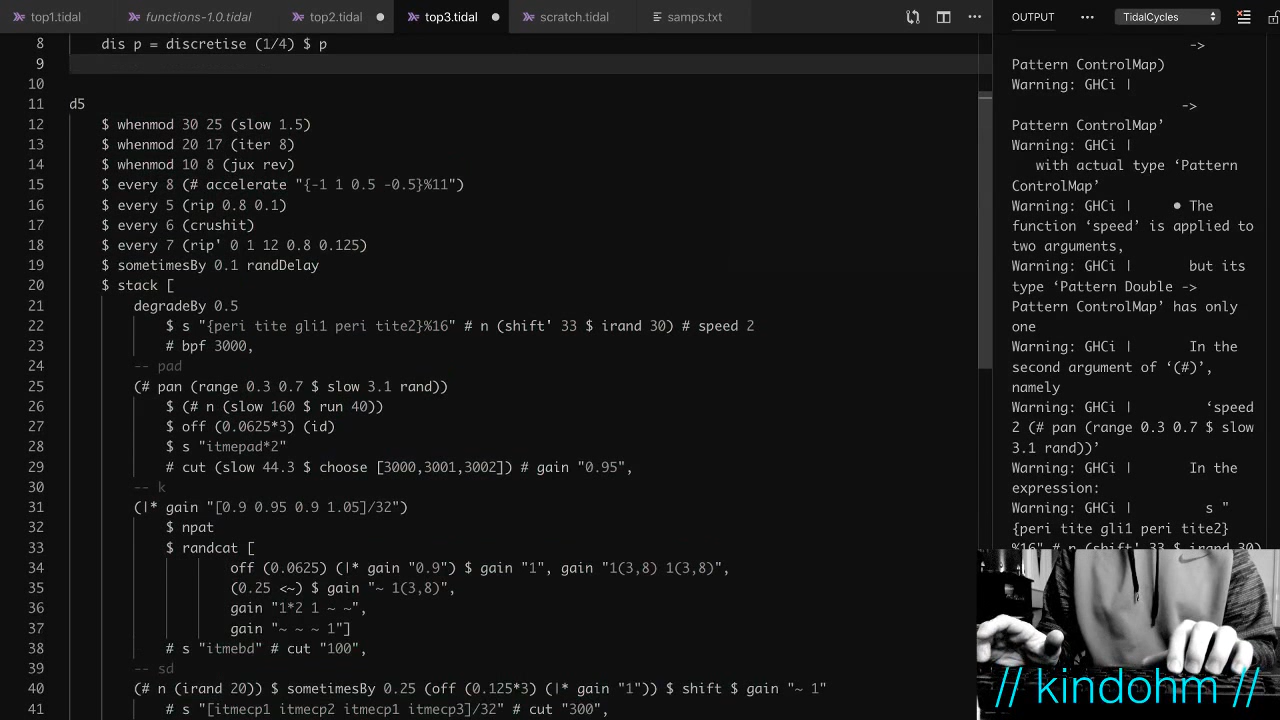 top1.tidal
functions-1.0.tidal
top2.tidal
top3.tidal
scratch.tidal
samps.txt
OUTPUT
TidalCycles
8 dis p = discretise (1/4) $ p
9
10
11 d5
12 $ whenmod 30 25 (slow 1.5)
13 $ whenmod 20 17 (iter 8)
14 $ whenmod 10 8 (jux rev)
15 $ every 8 (# accelerate "{-1 1 0.5 -0.5}%11")
16 $ every 5 (rip 0.8 0.1)
17 $ every 6 (crushit)
18 $ every 7 (rip' 0 1 12 0.8 0.125)
19 $ sometimesBy 0.1 randDelay
20 $ stack [
21 degradeBy 0.5
22 $ s "{peri tite gli1 peri tite2}%16" # n (shift' 33 $ irand 30) # speed 2
23 # bpf 3000,
24 -- pad
25 (# pan (range 0.3 0.7 $ slow 3.1 rand))
26 $ (# n (slow 160 $ run 40))
27 $ off (0.0625*3) (id)
28 $ s "itmepad*2"
29 # cut (slow 44.3 $ choose [3000,3001,3002]) # gain "0.95",
30 -- k
31 (|* gain "[0.9 0.95 0.9 1.05]/32")
32 $ npat
33 $ randcat [
34 off (0.0625) (|* gain "0.9") $ gain "1", gain "1(3,8) 1(3,8)",
35 (0.25 <~) $ gain "~ 1(3,8)",
36 gain "1*2 1 ~ ~",
37 gain "~ ~ ~ 1"]
38 # s "itmebd" # cut "100",
39 -- sd
40 (# n (irand 20)) $ sometimesBy 0.25 (off (0.125*3) (|* gain "1")) $ shift $ gain "~ 1"
41 # s "[itmecp1 itmecp2 itmecp1 itmecp3]/32" # cut "300",
->
Pattern ControlMap)
Warning: GHCi |
->
Pattern ControlMap’
Warning: GHCi |
with actual type ‘Pattern
ControlMap’
Warning: GHCi | • The
function ‘speed’ is applied to
two arguments,
Warning: GHCi | but its
type ‘Pattern Double ->
Pattern ControlMap’ has only
one
Warning: GHCi | In the
second argument of ‘(#)’,
namely
Warning: GHCi | ‘speed
2 (# pan (range 0.3 0.7 $ slow
3.1 rand))’
Warning: GHCi | In the
expression:
Warning: GHCi | s "
{peri tite gli1 peri tite2}
%16" # n (shift' 33 $ irand 30)
// kindohm //